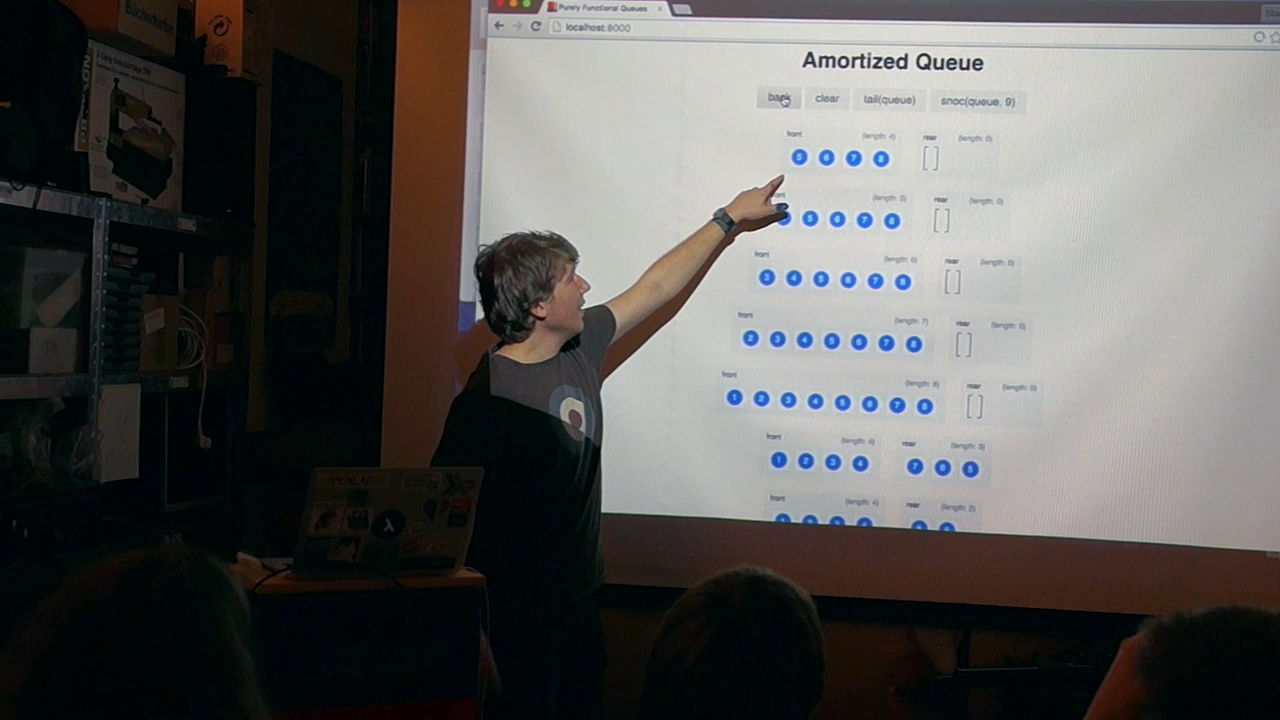 Purely Functional Queues
localhost:8000
Amortized Queue
back clear tail(queue) snoc(queue, 9)
front (length: 4) rear (length: 0)
5 6 7 8 [ ]
(length: 5) rear (length: 0)
5 6 7 8 [ ]
front (length: 6) rear (length: 0)
3 4 5 6 7 8 [ ]
front (length: 7) rear (length: 0)
2 3 4 5 6 7 8 [ ]
front (length: 8) rear (length: 0)
1 2 3 4 5 6 7 8 [ ]
front (length: 4) rear (length: 3)
1 2 3 4 7 6 5
front (length: 4) rear (length: 2)
λ